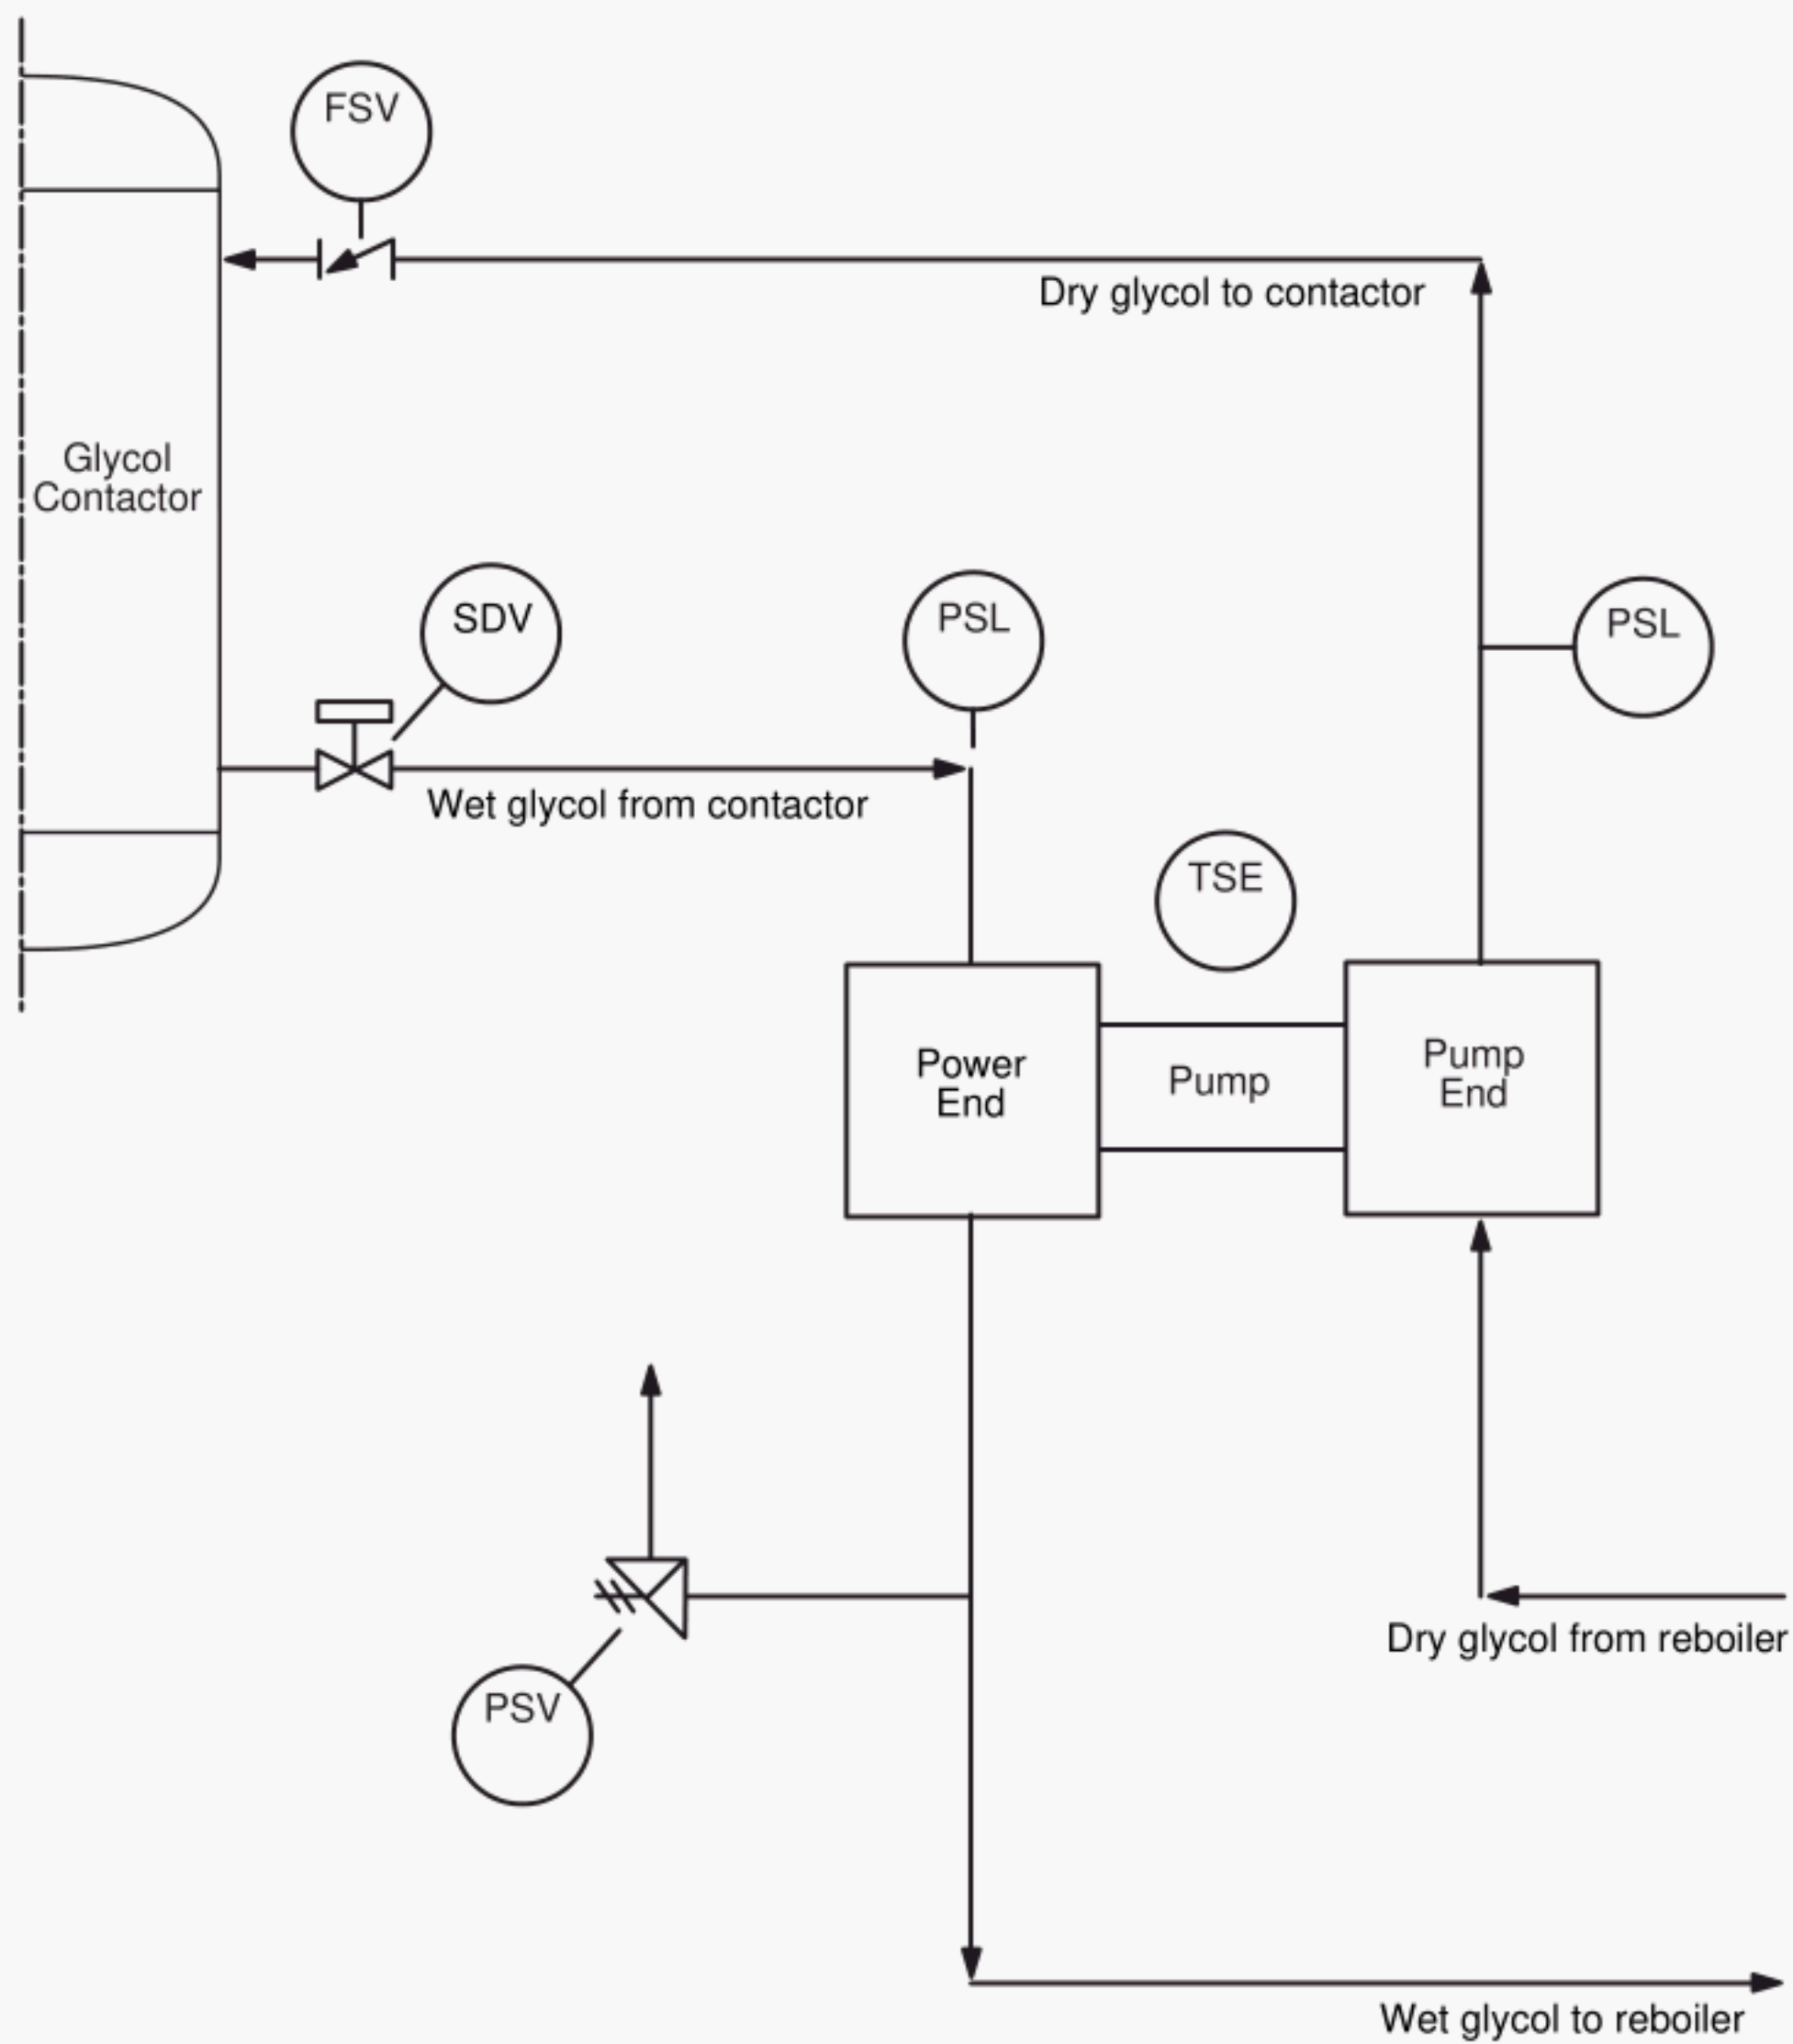 FSV
Dry glycol to contactor
Glycol
Contactor
SDV
PSL
PSL
Wet glycol from contactor
TSE
Power
End
Pump
Pump
End
PSV
Dry glycol from reboiler
Wet glycol to reboiler